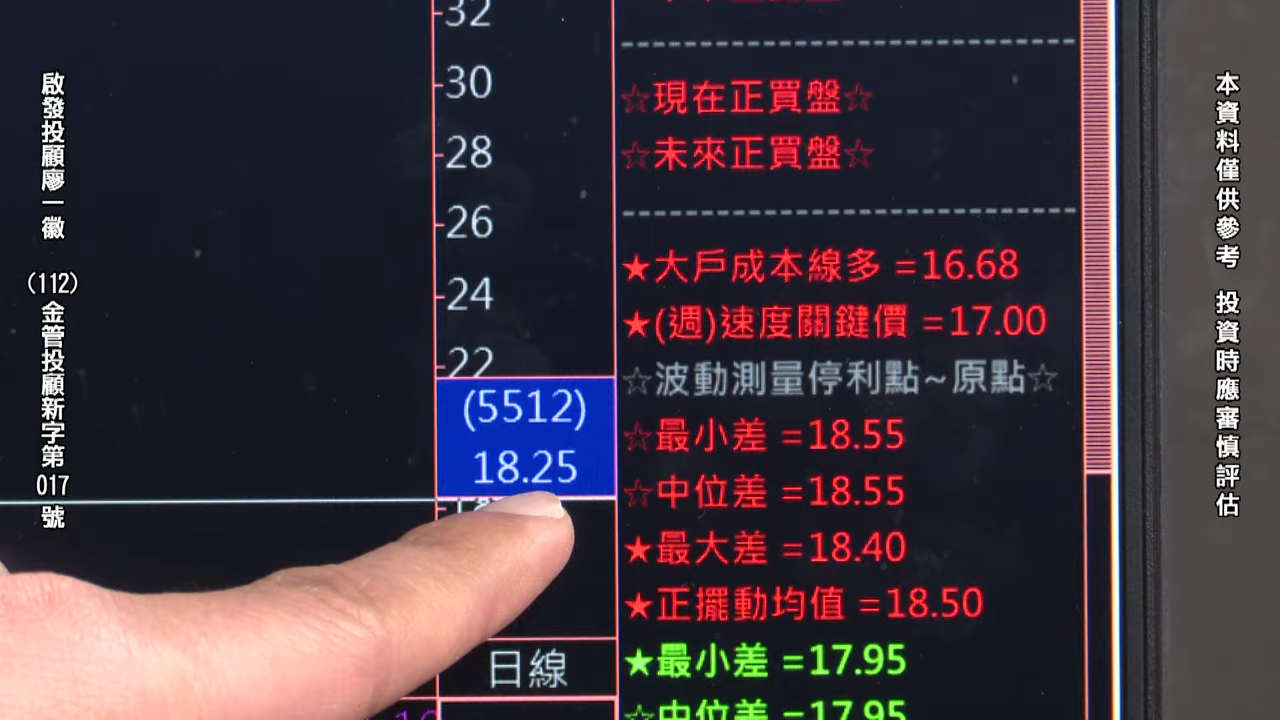 啟發投顧廖一徽 (112)金管投顧新字第017號
32
30
28
26
24
22
(5512)
18.25
日線
☆現在正買盤☆
☆未來正買盤☆
★大戶成本線多 =16.68
★(週)速度關鍵價 =17.00
☆波動測量停利點~原點☆
☆最小差 =18.55
☆中位差 =18.55
★最大差 =18.40
★正擺動均值 =18.50
★最小差 =17.95
☆中位差 =17.95
本資料僅供參考 投資時應審慎評估